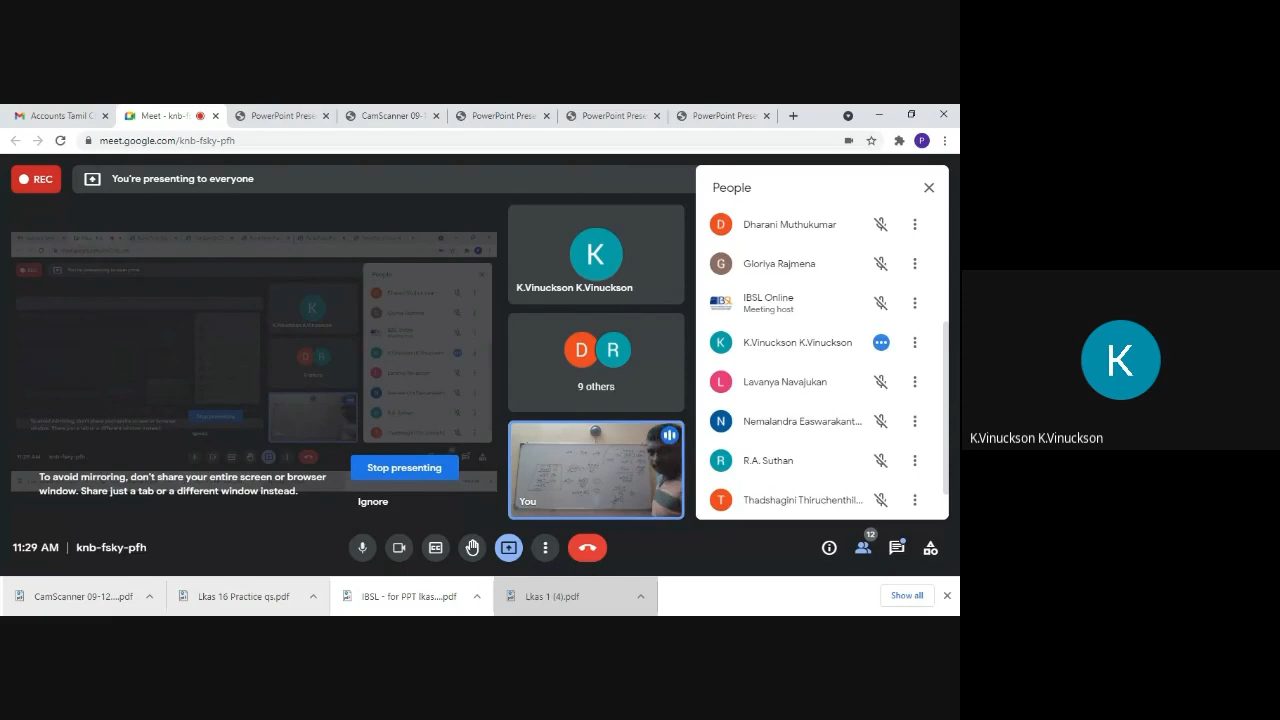 Accounts Tamil
Meet - knb-f
PowerPoint Prese
CamScanner 09-1
PowerPoint Prese
PowerPoint Prese
PowerPoint Prese
meet.google.com/knb-fsky-pfh
P
REC
You're presenting to everyone
K
K.Vinuckson K.Vinuckson
D R
9 others
You
To avoid mirroring, don't share your entire screen or browser
window. Share just a tab or a different window instead.
Stop presenting
Ignore
People
D Dharani Muthukumar
G Gloriya Rajmena
IBSL IBSL Online
Meeting host
K K.Vinuckson K.Vinuckson
L Lavanya Navajukan
N Nemalandra Easwarakant...
R R.A. Suthan
T Thadshagini Thiruchenthil...
11:29 AM | knb-fsky-pfh
12
CamScanner 09-12....pdf
Lkas 16 Practice qs.pdf
IBSL - for PPT lkas....pdf
Lkas 1 (4).pdf
Show all
K
K.Vinuckson K.Vinuckson